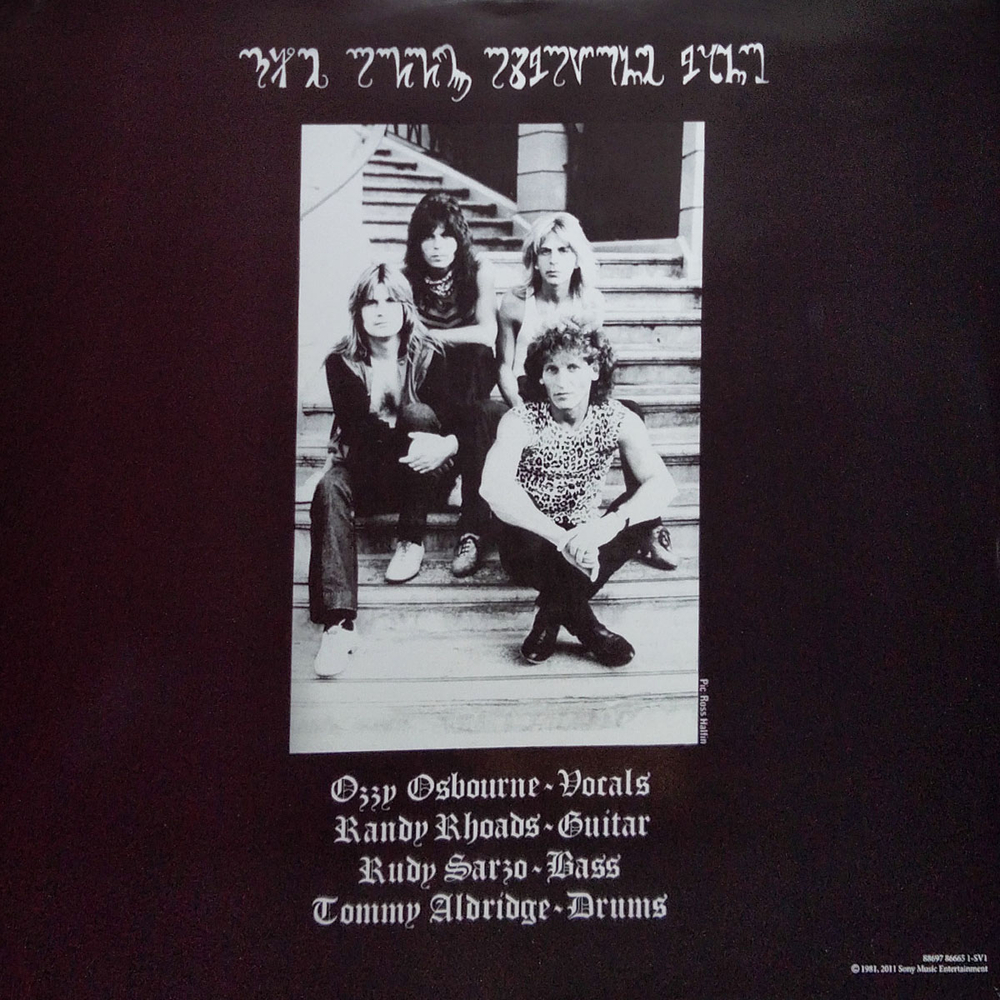 Pic Ross Halfin
Ozzy Osbourne-Vocals
Randy Rhoads-Guitar
Rudy Sarzo-Bass
Tommy Aldridge-Drums
88697 86665 1-SV1
© 1981, 2011 Sony Music Entertainment